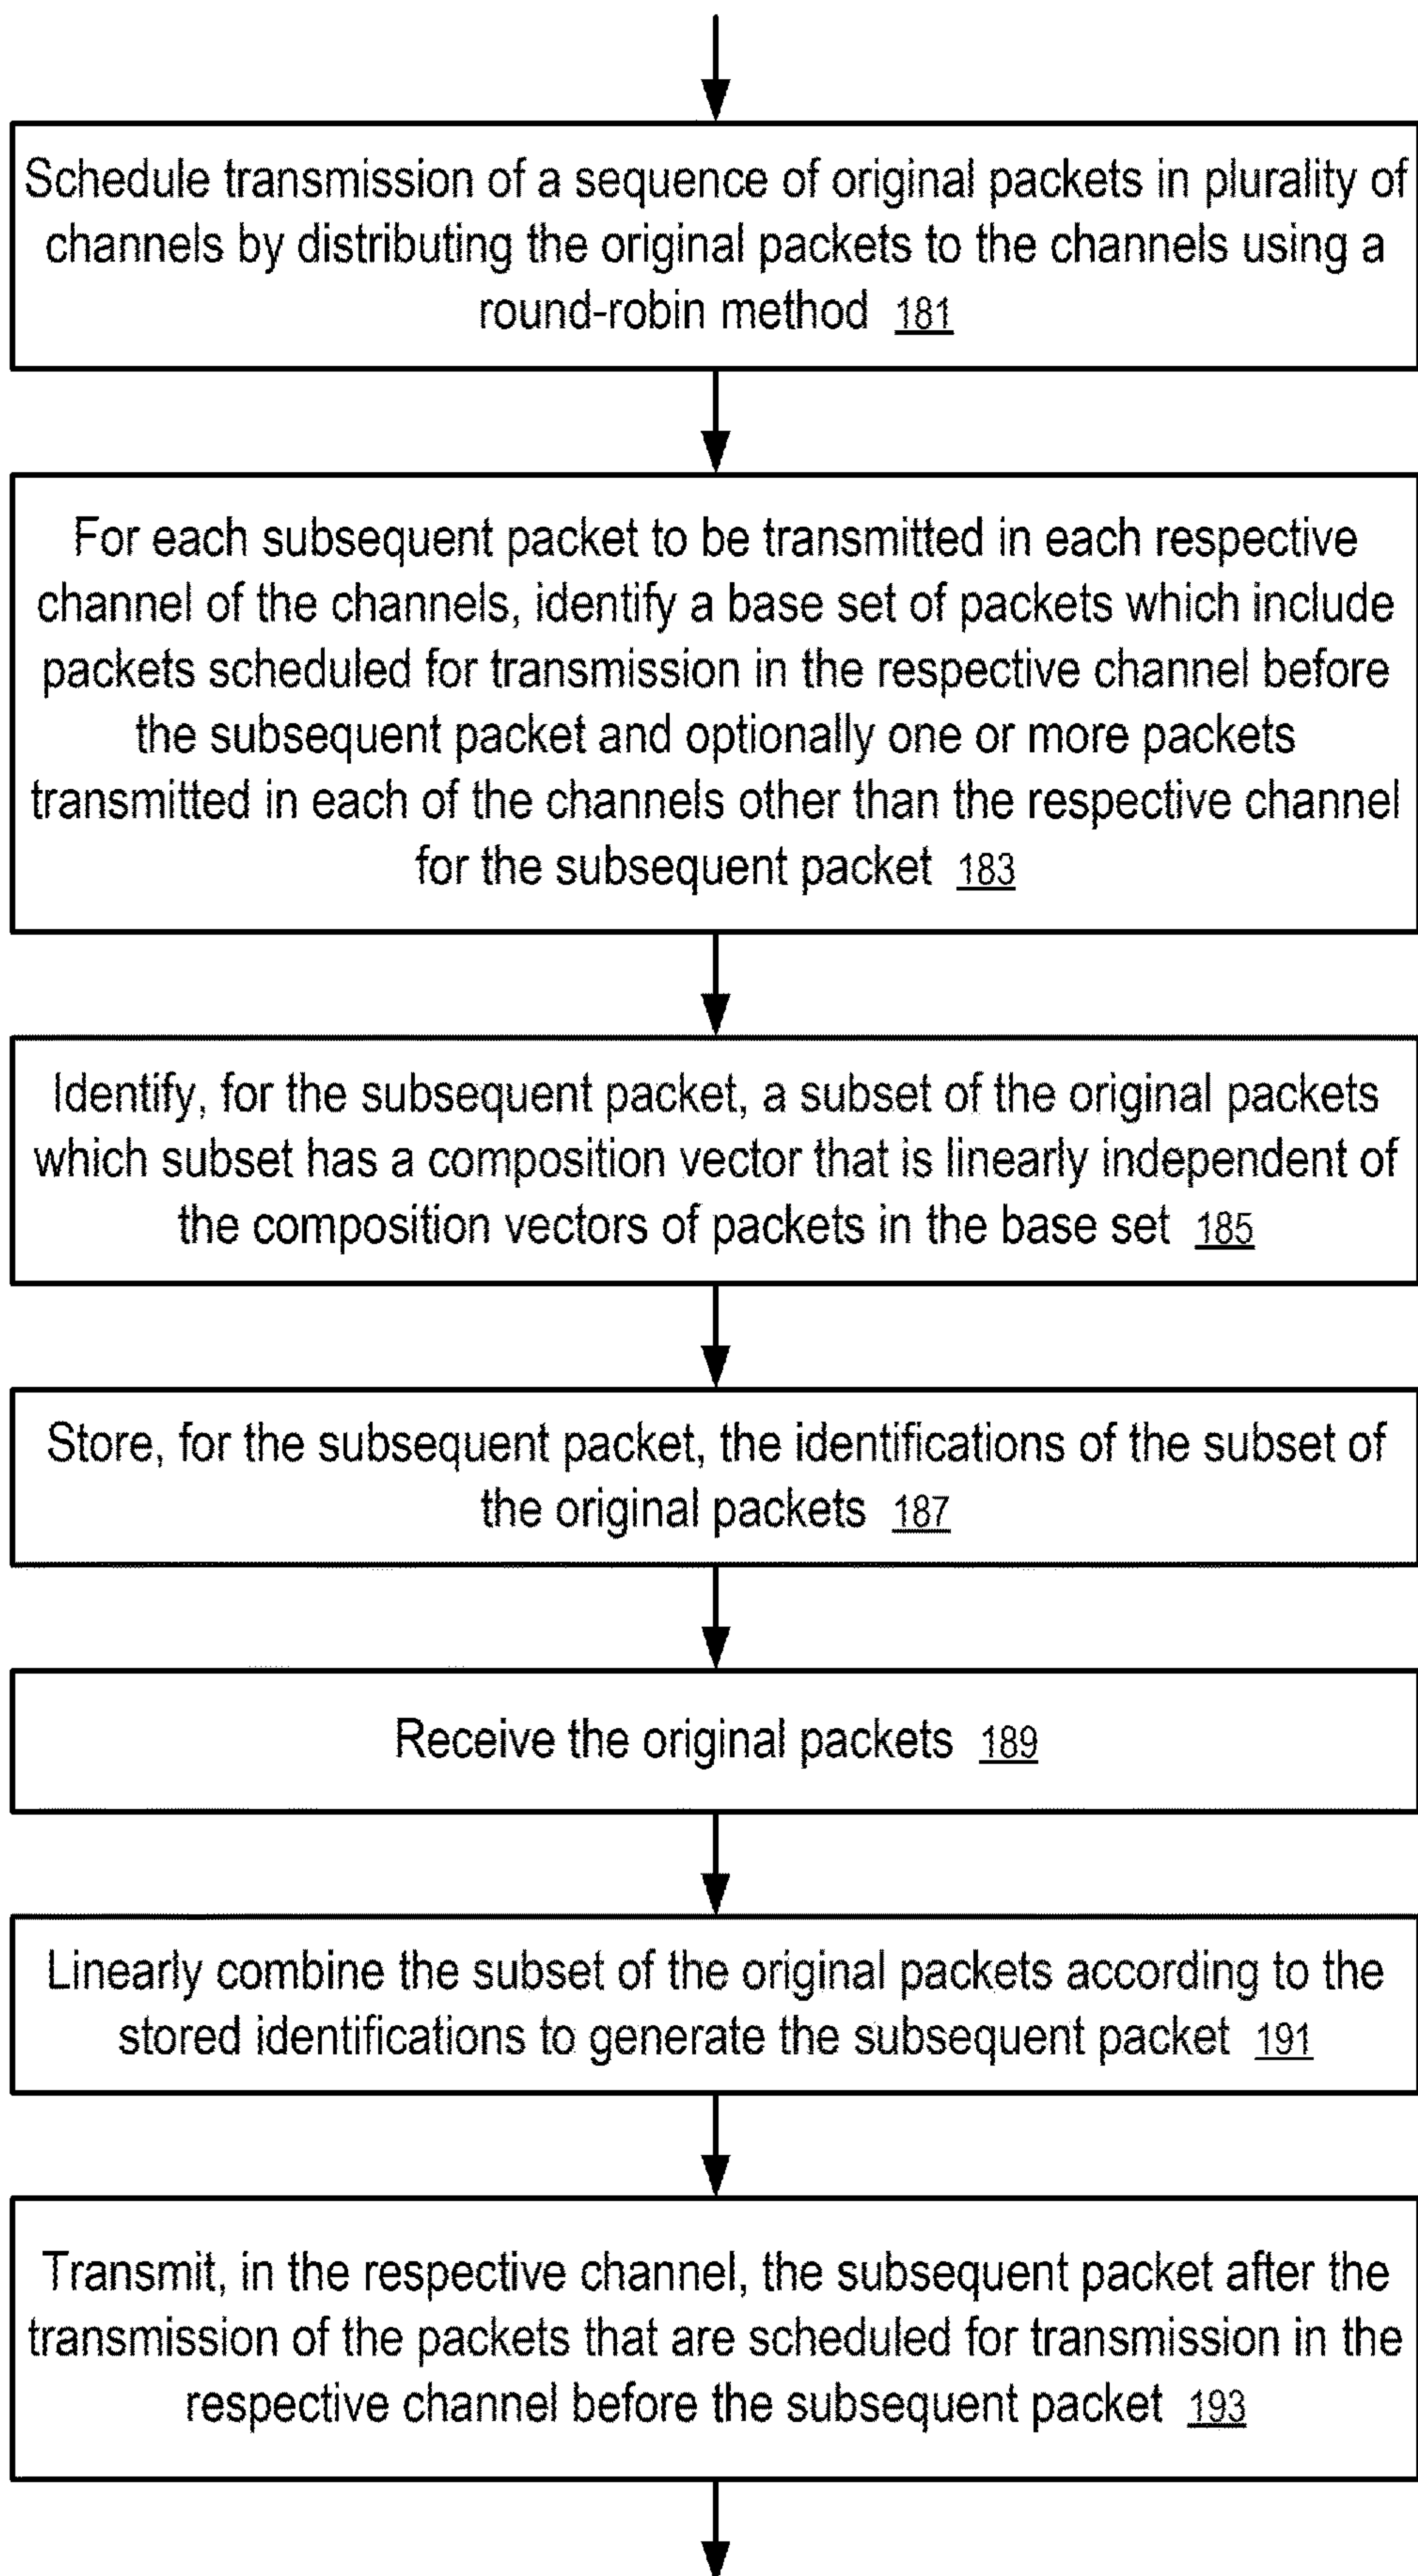 Schedule transmission of a sequence of original packets in plurality of
channels by distributing the original packets to the channels using a
round-robin method 181
For each subsequent packet to be transmitted in each respective
channel of the channels, identify a base set of packets which include
packets scheduled for transmission in the respective channel before
the subsequent packet and optionally one or more packets
transmitted in each of the channels other than the respective channel
for the subsequent packet 183
Identify, for the subsequent packet, a subset of the original packets
which subset has a composition vector that is linearly independent of
the composition vectors of packets in the base set 185
Store, for the subsequent packet, the identifications of the subset of
the original packets 187
Receive the original packets 189
Linearly combine the subset of the original packets according to the
stored identifications to generate the subsequent packet 191
Transmit, in the respective channel, the subsequent packet after the
transmission of the packets that are scheduled for transmission in the
respective channel before the subsequent packet 193